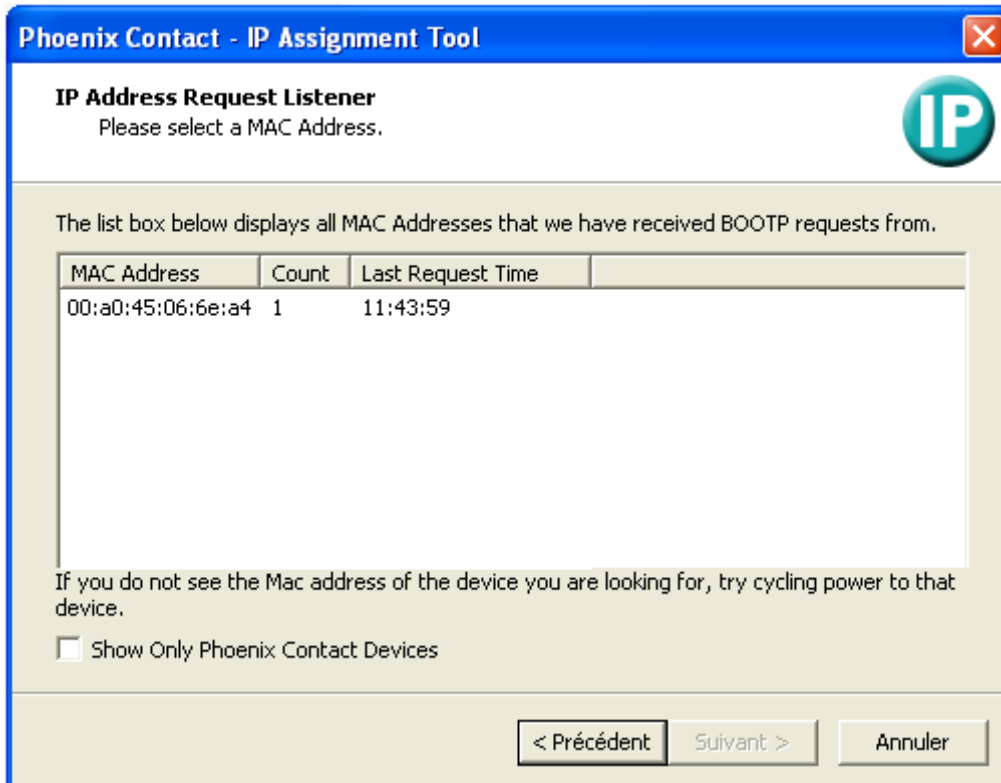 Phoenix Contact - IP Assignment Tool
IP Address Request Listener
Please select a MAC Address.
IP
The list box below displays all MAC Addresses that we have received BOOTP requests from.
MAC Address Count Last Request Time
00:a0:45:06:6e:a4 1 11:43:59
If you do not see the Mac address of the device you are looking for, try cycling power to that
device.
Show Only Phoenix Contact Devices
< Précédent Suivant > Annuler